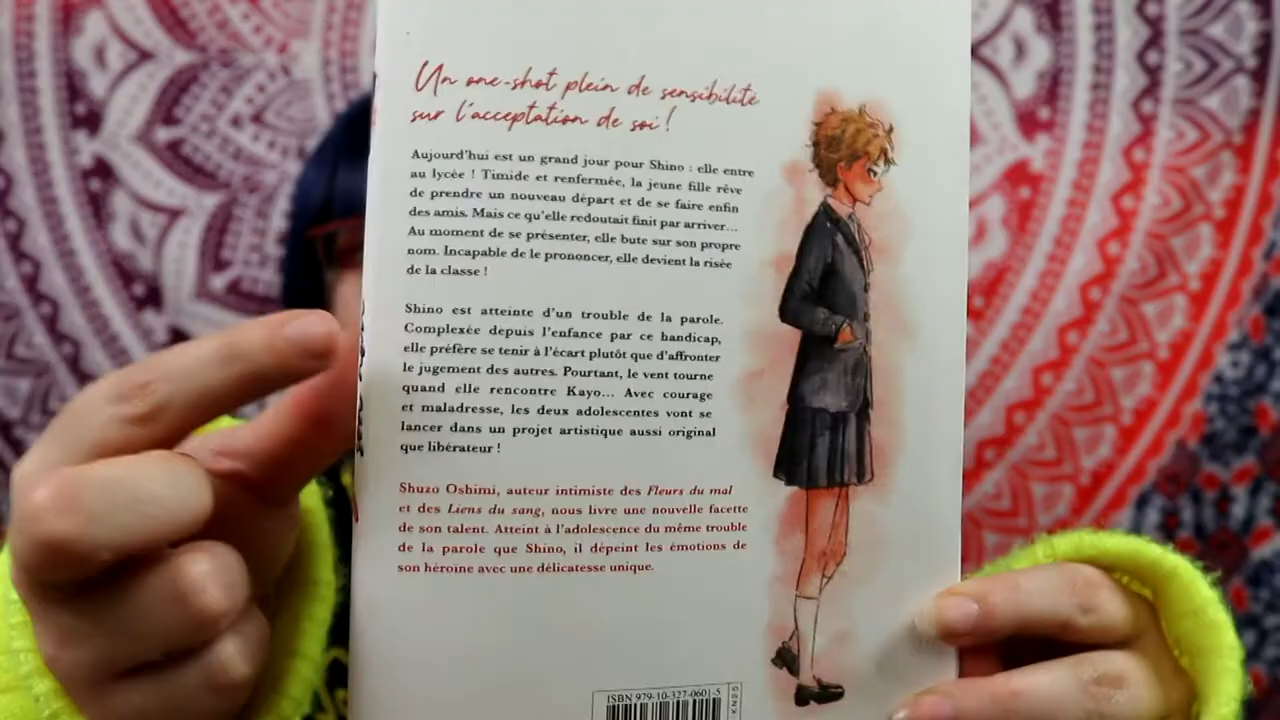 Un one-shot plein de sensibilité
sur l'acceptation de soi !
Aujourd'hui est un grand jour pour Shino : elle entre
au lycée ! Timide et renfermée, la jeune fille rêve
de prendre un nouveau départ et de se faire enfin
des amis. Mais ce qu'elle redoutait finit par arriver...
Au moment de se présenter, elle bute sur son propre
nom. Incapable de le prononcer, elle devient la risée
de la classe !
Shino est atteinte d'un trouble de la parole.
Complexée depuis l'enfance par ce handicap,
elle préfère se tenir à l'écart plutôt que d'affronter
le jugement des autres. Pourtant, le vent tourne
quand elle rencontre Kayo... Avec courage
et maladresse, les deux adolescentes vont se
lancer dans un projet artistique aussi original
que libérateur !
Shuzo Oshimi, auteur intimiste des Fleurs du mal
et des Liens du sang, nous livre une nouvelle facette
de son talent. Atteint à l'adolescence du même trouble
de la parole que Shino, il dépeint les émotions de
son héroïne avec une délicatesse unique.
ISBN 979-10-327-0601-5
KN25